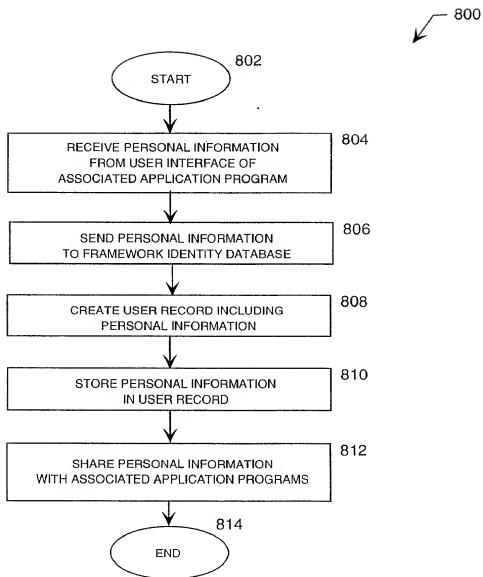 800
802
START
804
RECEIVE PERSONAL INFORMATION
FROM USER INTERFACE OF
ASSOCIATED APPLICATION PROGRAM
806
SEND PERSONAL INFORMATION
TO FRAMEWORK IDENTITY DATABASE
808
CREATE USER RECORD INCLUDING
PERSONAL INFORMATION
810
STORE PERSONAL INFORMATION
IN USER RECORD
812
SHARE PERSONAL INFORMATION
WITH ASSOCIATED APPLICATION PROGRAMS
814
END